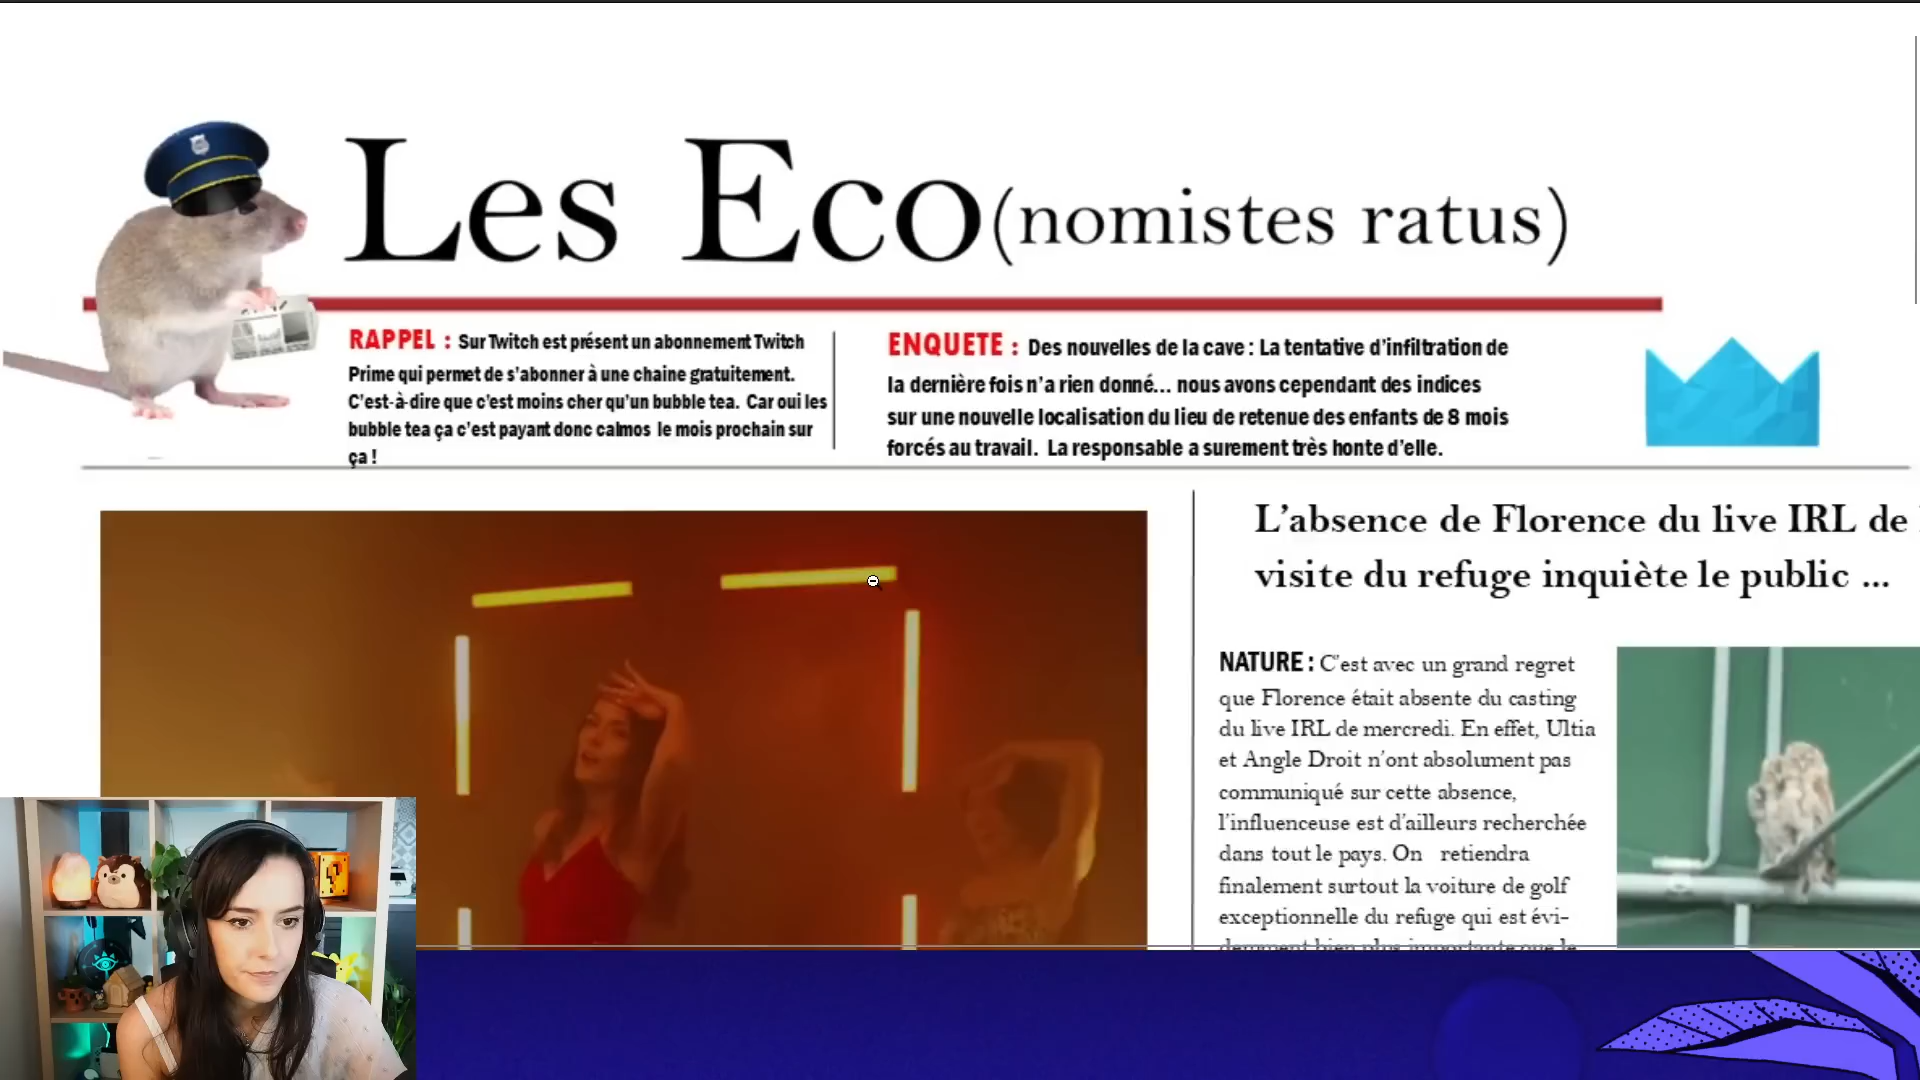 Les Eco(nomistes ratus)
RAPPEL : Sur Twitch est présent un abonnement Twitch
Prime qui permet de s'abonner à une chaine gratuitement.
C'est-à-dire que c'est moins cher qu'un bubble tea. Car oui les
bubble tea ça c'est payant donc calmos le mois prochain sur
ça !
ENQUETE : Des nouvelles de la cave : La tentative d'infiltration de
la dernière fois n'a rien donné... nous avons cependant des indices
sur une nouvelle localisation du lieu de retenue des enfants de 8 mois
forcés au travail. La responsable a surement très honte d'elle.
L'absence de Florence du live IRL de
visite du refuge inquiète le public ...
NATURE : C'est avec un grand regret
que Florence était absente du casting
du live IRL de mercredi. En effet, Ultia
et Angle Droit n'ont absolument pas
communiqué sur cette absence,
l'influenceuse est d'ailleurs recherchée
dans tout le pays. On retiendra
finalement surtout la voiture de golf
exceptionnelle du refuge qui est évi-
demment bien plus importante que le